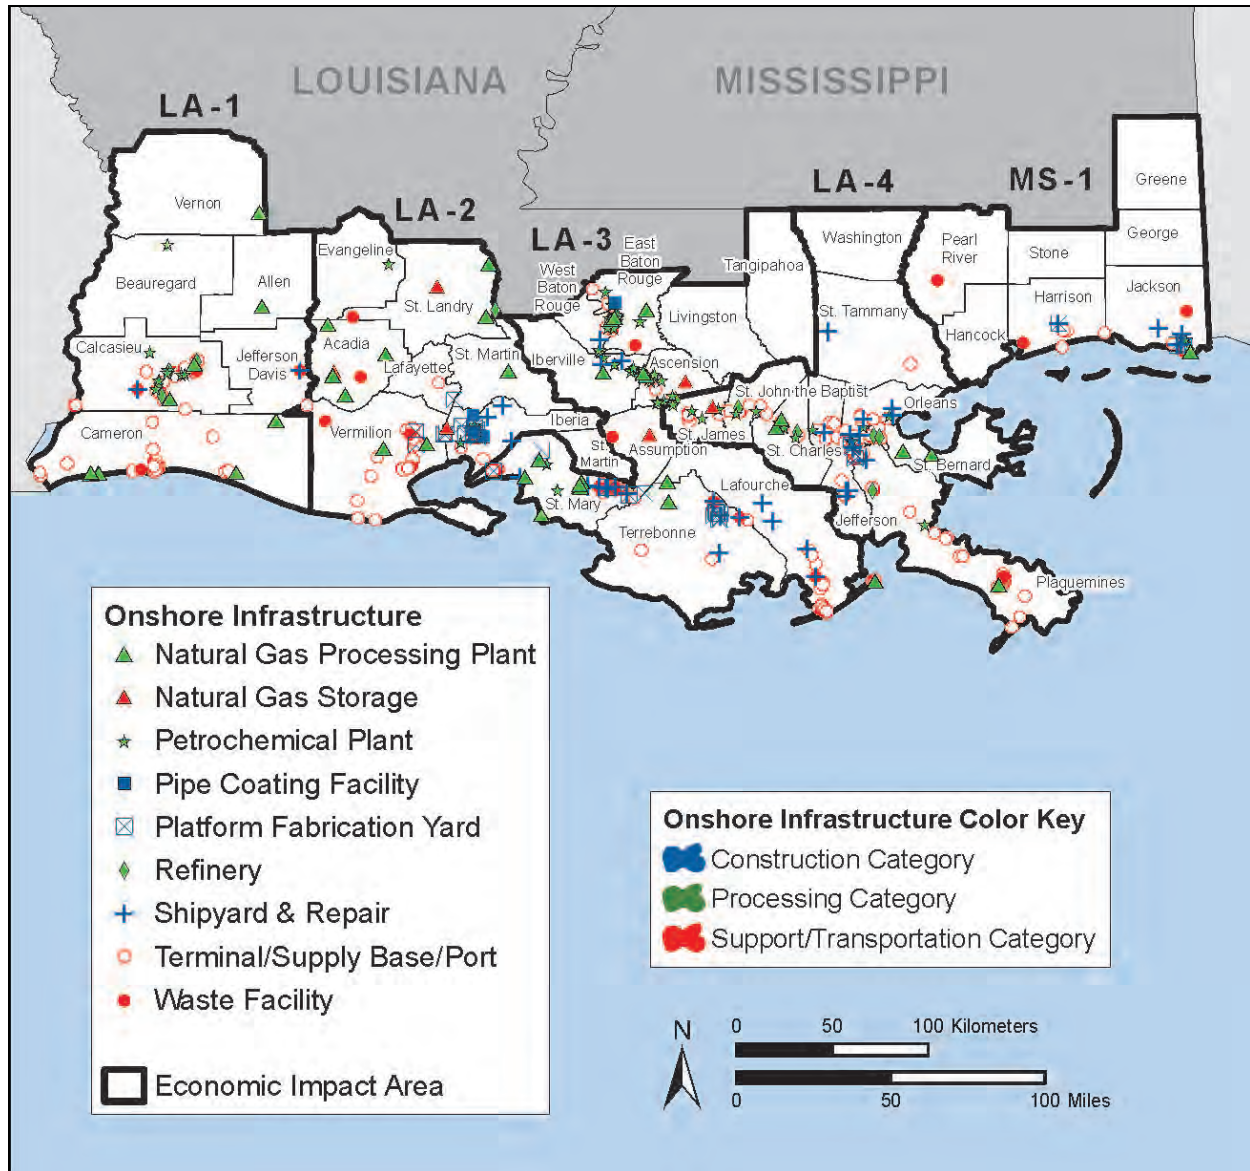 LOUISIANA
MISSISSIPPI
LA-1
LA-2
LA-3
LA-4
MS-1
Greene
Vernon
Evangeline
East
Baton
Rouge
West
Baton
Rouge
Tangipahoa
Washington
Pearl
River
Stone
George
Beauregard
Allen
St. Landry
Livingston
St. Tammany
Hancock
Harrison
Jackson
Calcasieu
Jefferson
Davis
Acadia
Lafayette
St. Martin
Iberville
Ascension
St. John the Baptist
Orleans
Cameron
Vermilion
Iberia
St.
Martin
Assumption
St. James
St. Charles
St. Bernard
St. Mary
Terrebonne
Lafourche
Jefferson
Plaquemines
Onshore Infrastructure
Natural Gas Processing Plant
Natural Gas Storage
Petrochemical Plant
Pipe Coating Facility
Platform Fabrication Yard
Refinery
Shipyard & Repair
Terminal/Supply Base/Port
Waste Facility
Economic Impact Area
Onshore Infrastructure Color Key
Construction Category
Processing Category
Support/Transportation Category
N
0 50 100 Kilometers
0 50 100 Miles